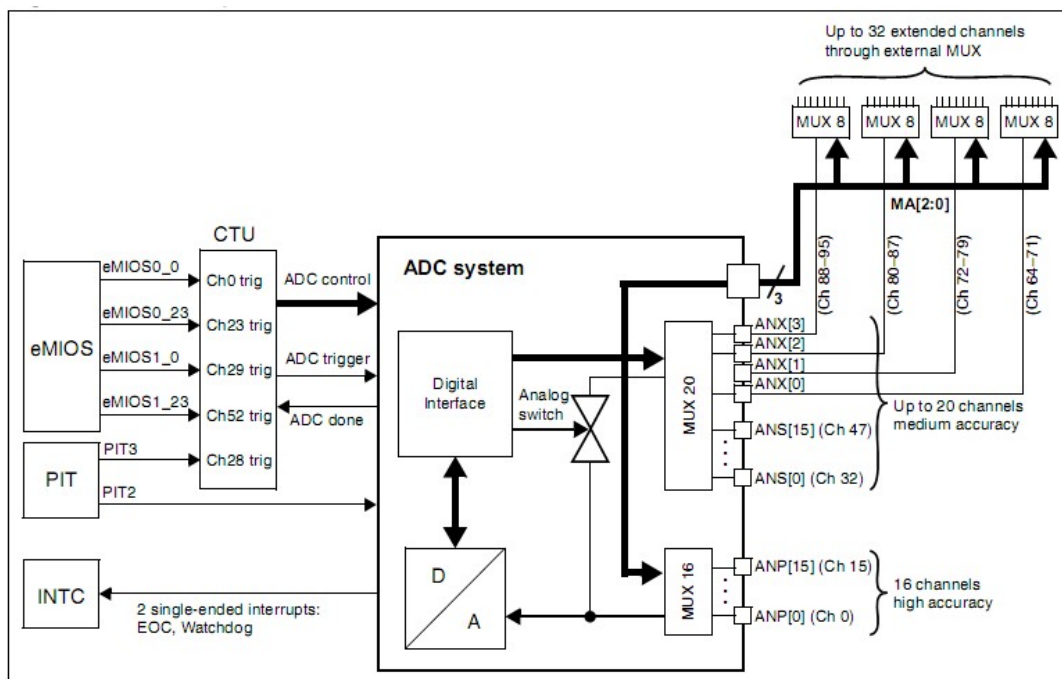 Up to 32 extended channels
through external MUX
MUX 8
MUX 8
MUX 8
MUX 8
MA[2:0]
(Ch 88–95)
(Ch 80–87)
(Ch 72–79)
(Ch 64–71)
3
CTU
eMIOS
eMIOS0_0
eMIOS0_23
eMIOS1_0
eMIOS1_23
Ch0 trig
Ch23 trig
Ch29 trig
Ch52 trig
Ch28 trig
PIT
PIT3
PIT2
INTC
2 single-ended interrupts:
EOC, Watchdog
ADC control
ADC trigger
ADC done
ADC system
Digital
Interface
Analog
switch
D
A
MUX 20
MUX 16
ANX[3]
ANX[2]
ANX[1]
ANX[0]
ANS[15] (Ch 47)
ANS[0] (Ch 32)
Up to 20 channels
medium accuracy
ANP[15] (Ch 15)
ANP[0] (Ch 0)
16 channels
high accuracy